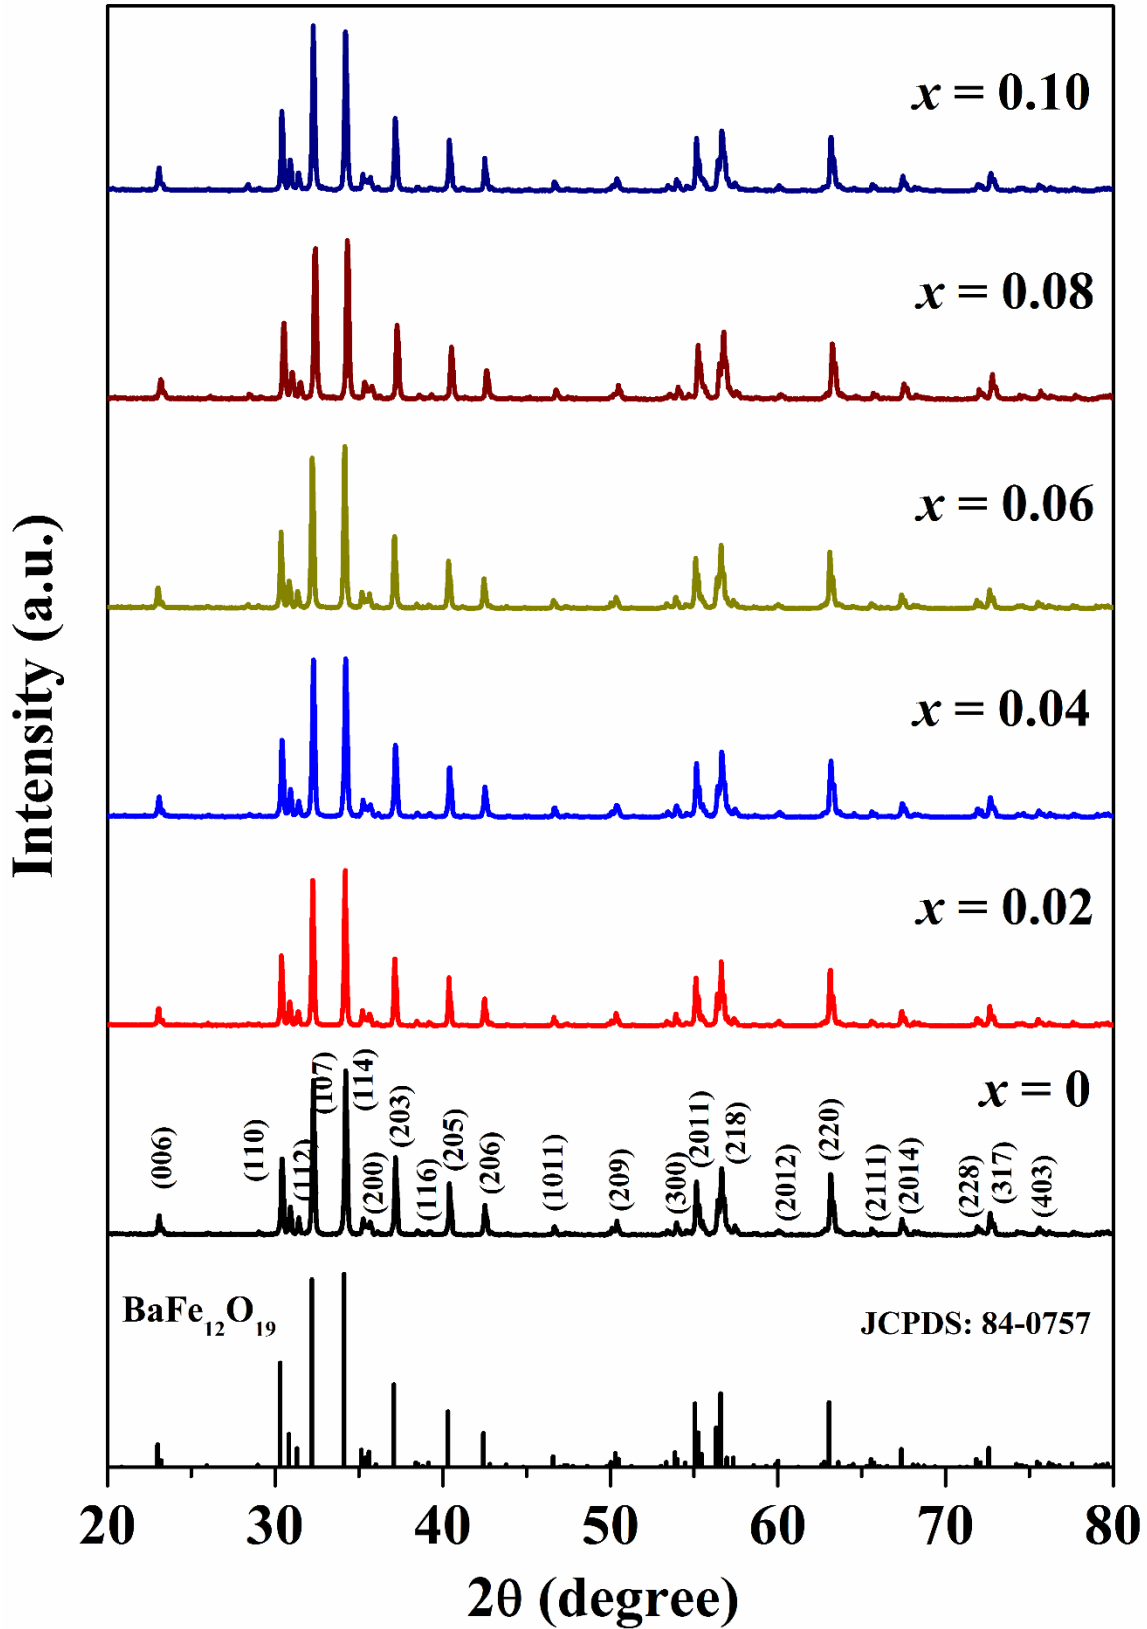 x = 0.10
x = 0.08
x = 0.06
x = 0.04
x = 0.02
x = 0
(006)
(110)
(112)
(107)
(114)
(200)
(203)
(116)
(205)
(206)
(1011)
(209)
(300)
(2011)
(218)
(2012)
(220)
(2111)
(2014)
(228)
(317)
(403)
BaFe₁₂O₁₉
JCPDS: 84-0757
Intensity (a.u.)
20 30 40 50 60 70 80
2θ (degree)